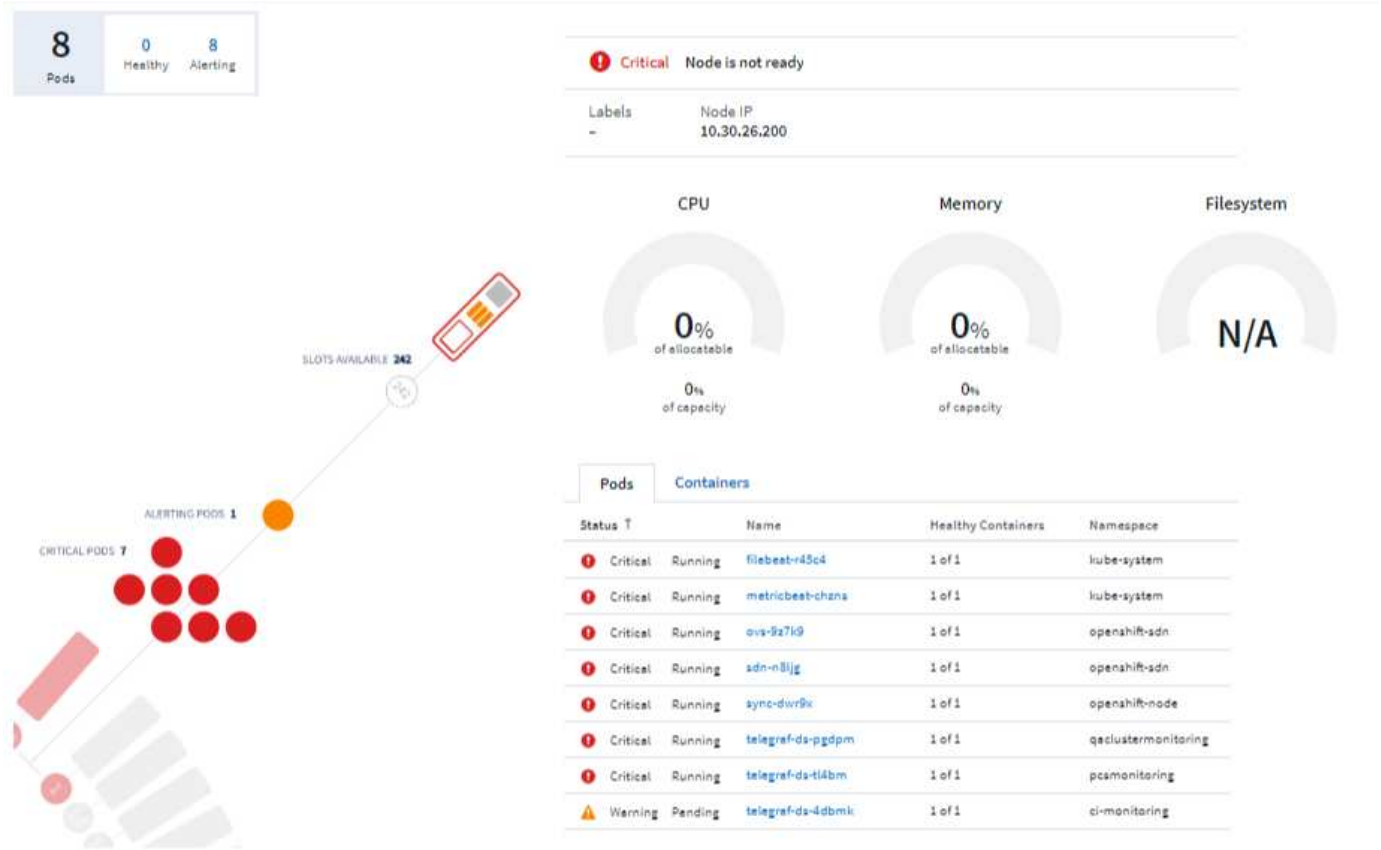 8
Pods
0
Healthy
8
Alerting
Critical Node is not ready
Labels
-
Node IP
10.30.26.200
CPU
0%
of allocatable
0%
of capacity
Memory
0%
of allocatable
0%
of capacity
Filesystem
N/A
SLOTS AVAILABLE 242
242
ALERTING PODS 1
CRITICAL PODS 7
Pods Containers
Status ↑ Name Healthy Containers Namespace
Critical Running filebeat-r45c4 1 of 1 kube-system
Critical Running metricbeat-chzns 1 of 1 kube-system
Critical Running ovs-9z7k9 1 of 1 openshift-sdn
Critical Running sdn-n8ljg 1 of 1 openshift-sdn
Critical Running sync-dwr9x 1 of 1 openshift-node
Critical Running telegraf-ds-pgdpm 1 of 1 qaclustermonitoring
Critical Running telegraf-ds-tl4bm 1 of 1 pcsmonitoring
Warning Pending telegraf-ds-4dbmk 1 of 1 ci-monitoring